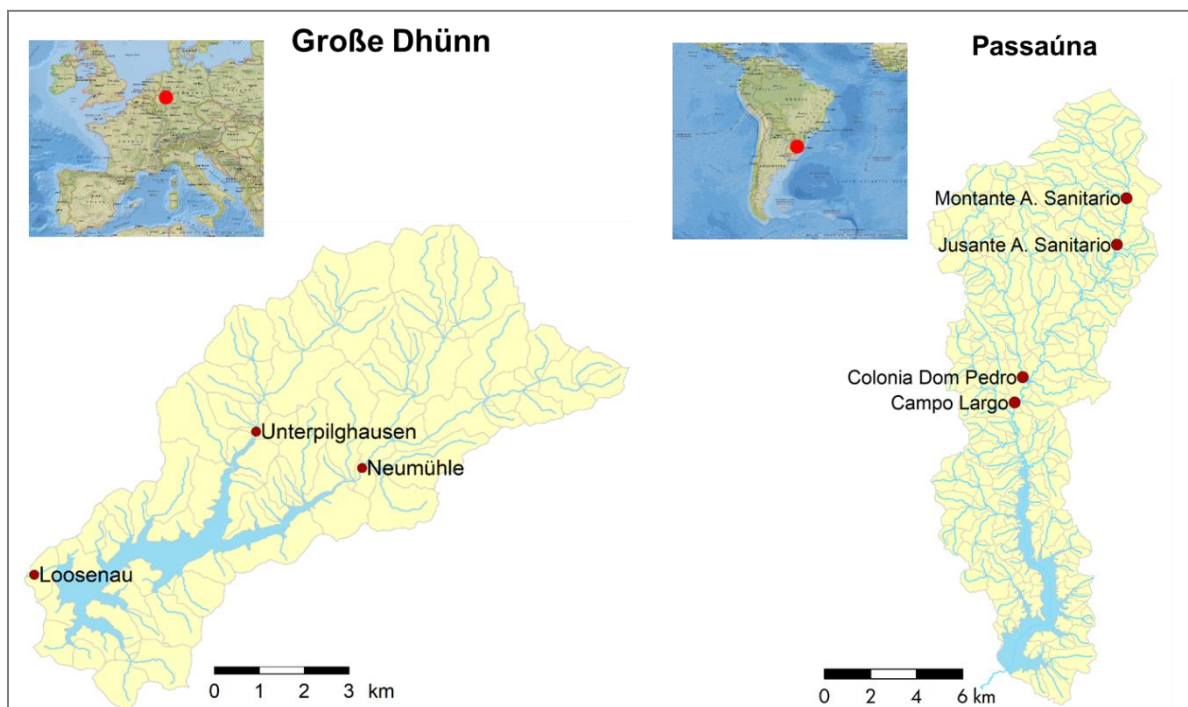 Große Dhünn
Passaúna
Montante A. Sanitario
Jusante A. Sanitario
Colonia Dom Pedro
Campo Largo
Unterpilghausen
Neumühle
Loosenau
0 1 2 3 km
0 2 4 6 km